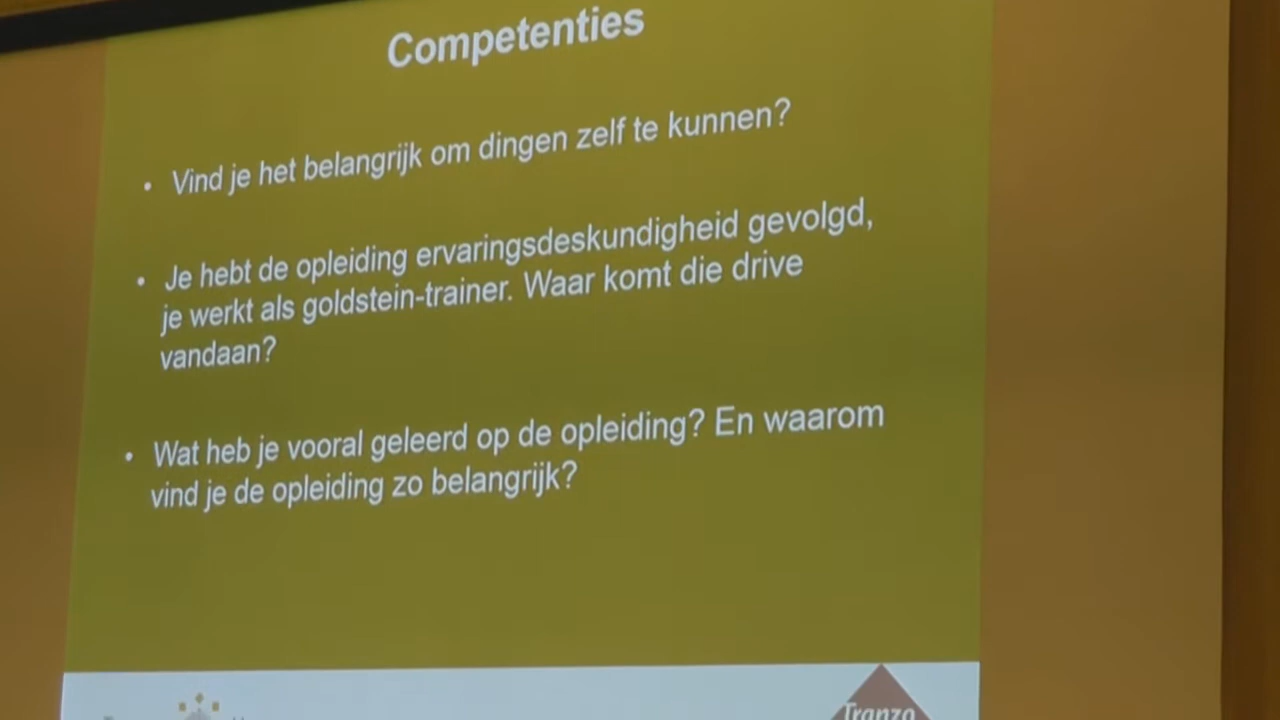 Competenties
• Vind je het belangrijk om dingen zelf te kunnen?
• Je hebt de opleiding ervaringsdeskundigheid gevolgd,
je werkt als goldstein-trainer. Waar komt die drive
vandaan?
• Wat heb je vooral geleerd op de opleiding? En waarom
vind je de opleiding zo belangrijk?
Tranzo